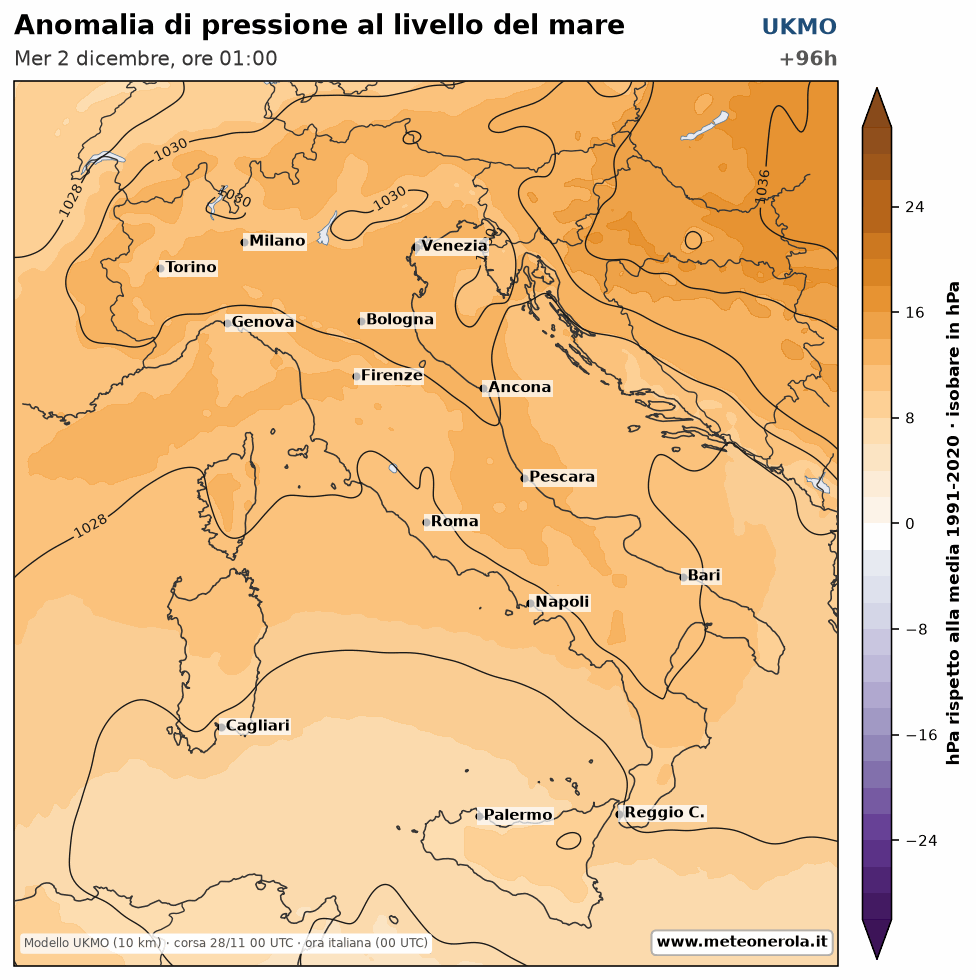 Anomalia di pressione al livello del mare
UKMO
Mer 2 dicembre, ore 01:00
+96h
1030
1028
1036
1030
1030
Milano
Venezia
Torino
Genova
Bologna
Firenze
Ancona
Pescara
1028
Roma
Bari
Napoli
Cagliari
Palermo
Reggio C.
24
16
8
0
−8
−16
−24
hPa rispetto alla media 1991-2020 · isobare in hPa
Modello UKMO (10 km) · corsa 28/11 00 UTC · ora italiana (00 UTC)
www.meteonerola.it